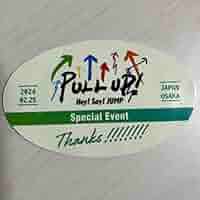 PULL UP!
Hey! Say! JUMP
2024
02.25
JAPAN
OSAKA
Special Event
Thanks!!!!!!!!